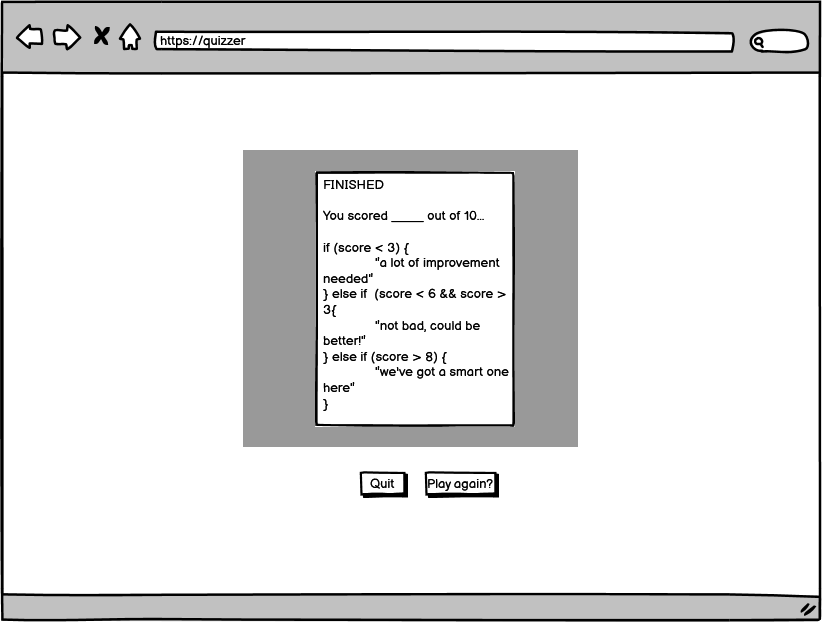 https://quizzer
FINISHED
You scored _____ out of 10...
if (score < 3) {
"a lot of improvement
needed"
} else if (score < 6 && score >
3{
"not bad, could be
better!"
} else if (score > 8) {
"we've got a smart one
here"
}
Quit
Play again?